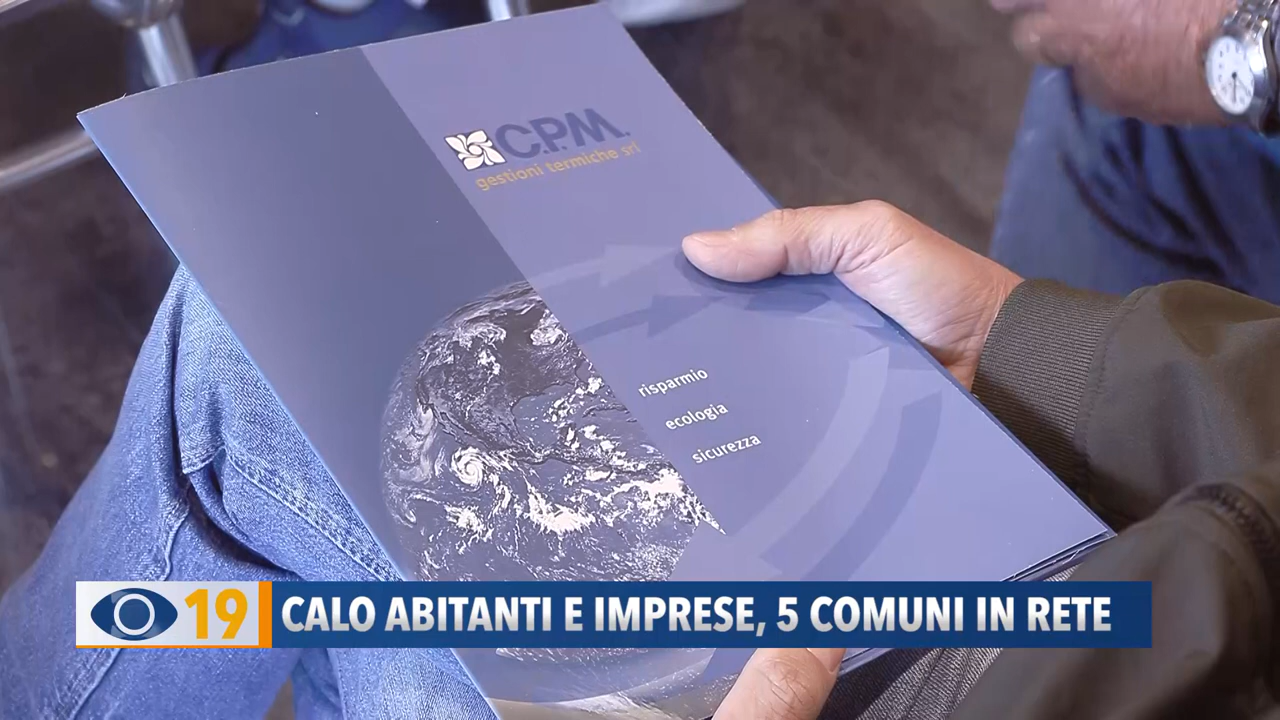 C.P.M.
gestioni termiche srl
risparmio
ecologia
sicurezza
19 CALO ABITANTI E IMPRESE, 5 COMUNI IN RETE